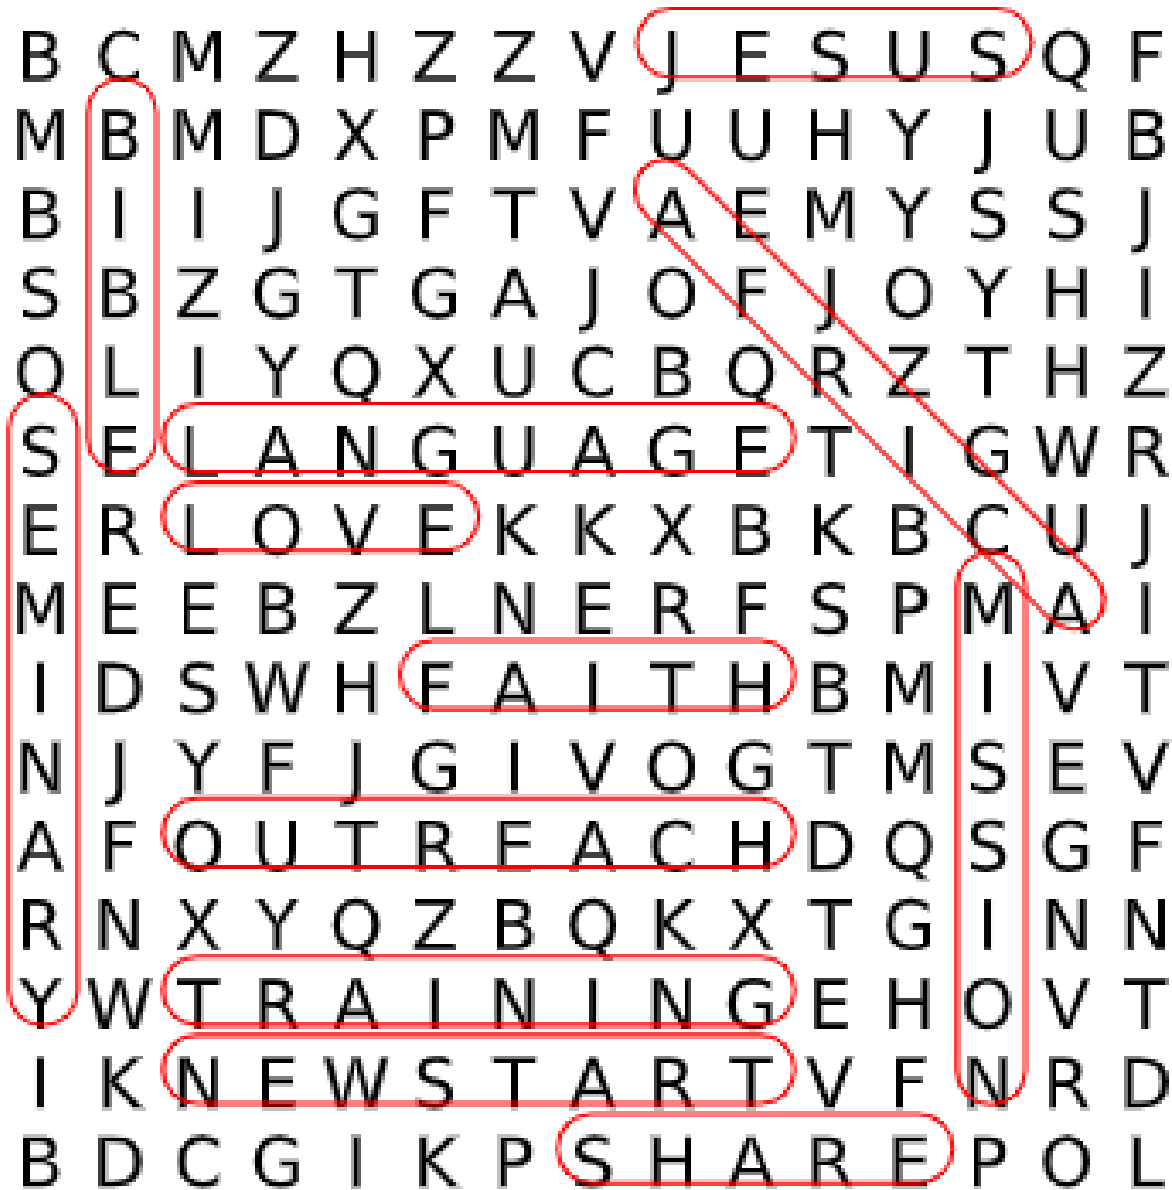 B C M Z H Z Z V J E S U S Q F
M B M D X P M F U U H Y J U B
B I I J G F T V A E M Y S S J
S B Z G T G A J O F J O Y H I
O L I Y Q X U C B Q R Z T H Z
S E L A N G U A G E T I G W R
E R L O V E K K X B K B C U J
M E E B Z L N E R F S P M A I
I D S W H F A I T H B M I V T
N J Y F J G I V O G T M S E V
A F O U T R E A C H D Q S G F
R N X Y Q Z B Q K X T G I N N
Y W T R A I N I N G E H O V T
I K N E W S T A R T V F N R D
B D C G I K P S H A R E P O L